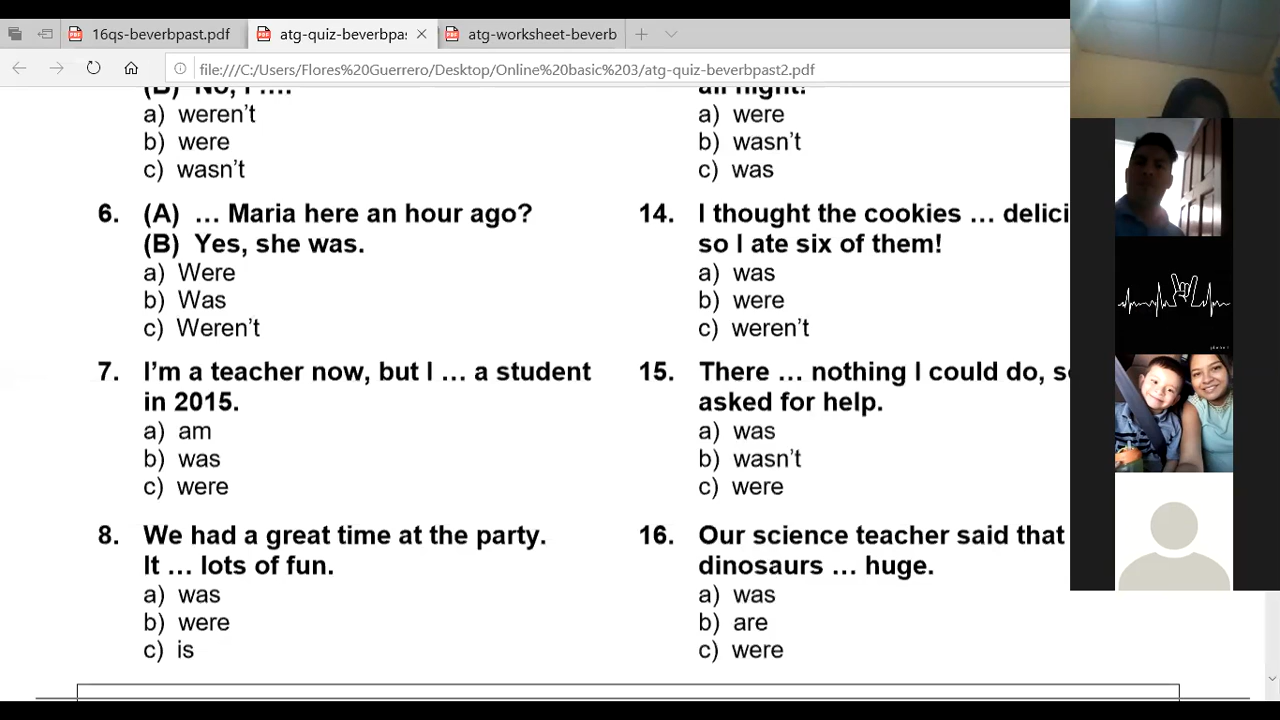 16qs-beverbpast.pdf
atg-quiz-beverbpas
atg-worksheet-beverb
file:///C:/Users/Flores%20Guerrero/Desktop/Online%20basic%203/atg-quiz-beverbpast2.pdf
(B) No, I ....
a) weren't
b) were
c) wasn't
6. (A) ... Maria here an hour ago?
(B) Yes, she was.
a) Were
b) Was
c) Weren't
7. I'm a teacher now, but I ... a student
in 2015.
a) am
b) was
c) were
8. We had a great time at the party.
It ... lots of fun.
a) was
b) were
c) is
all night!
a) were
b) wasn't
c) was
14. I thought the cookies ... delici
so I ate six of them!
a) was
b) were
c) weren't
15. There ... nothing I could do, so
asked for help.
a) was
b) wasn't
c) were
16. Our science teacher said that
dinosaurs ... huge.
a) was
b) are
c) were